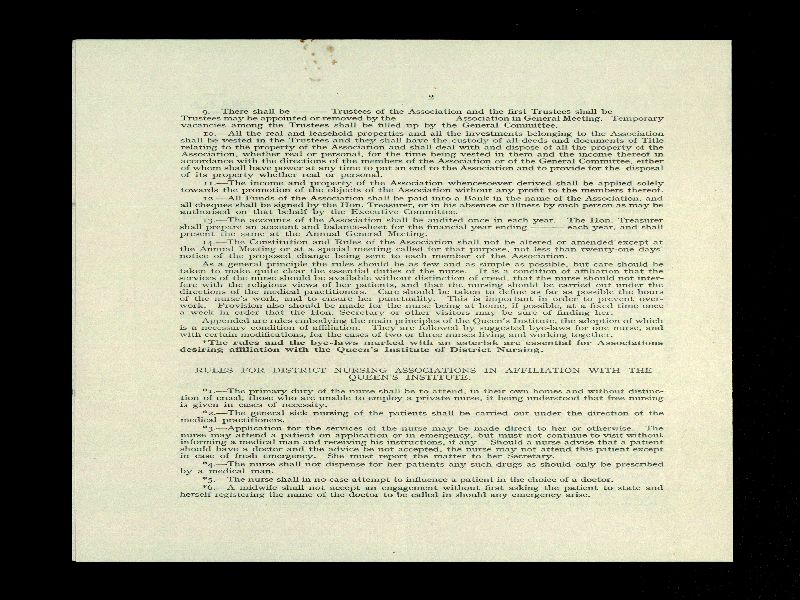 2
9.—There shall be Trustees of the Association and the first Trustees shall be
Trustees may be appointed or removed by the Association in General Meeting. Temporary
vacancies among the Trustees shall be filled up by the General Committee.
10. All the real and leasehold properties and all the investments belonging to the Association
shall be vested in the Trustees and they shall have the custody of all deeds and documents of Title
relating to the property of the Association and shall deal with and dispose of all the property of the
Association, whether real or personal, for the time being vested in them and the income thereof in
accordance with the directions of the members of the Association or of the General Committee, either
of whom shall have power at any time to put an end to the Association and to provide for the disposal
of its property whether real or personal.
11.—The income and property of the Association whencesoever derived shall be applied solely
towards the promotion of the objects of the Association without any profit to the members thereof.
12.—All Funds of the Association shall be paid into a Bank in the name of the Association, and
all cheques shall be signed by the Hon. Treasurer, or in his absence or illness by such person as may be
authorised on that behalf by the Executive Committee.
13.—The accounts of the Association shall be audited once in each year. The Hon. Treasurer
shall prepare an account and balance-sheet for the financial year ending each year, and shall
present the same at the Annual General Meeting.
14.—The Constitution and Rules of the Association shall not be altered or amended except at
the Annual Meeting or at a special meeting called for that purpose, not less than twenty-one days'
notice of the proposed change being sent to each member of the Association.
As a general principle the rules should be as few and as simple as possible, but care should be
taken to make quite clear the essential duties of the nurse. It is a condition of affiliation that the
services of the nurse should be available without distinction of creed, that the nurse should not inter-
fere with the religious views of her patients, and that the nursing should be carried out under the
directions of the medical practitioners. Care should be taken to define as far as possible the hours
of the nurse's work, and to ensure her punctuality. This is important in order to prevent over-
work. Provision also should be made for the nurse being at home, if possible, at a fixed time once
a week in order that the Hon. Secretary or other visitors may be sure of finding her.
Appended are rules embodying the main principles of the Queen's Institute, the adoption of which
is a necessary condition of affiliation. They are followed by suggested bye-laws for one nurse, and
with certain modifications, for the cases of two or three nurses living and working together.
*The rules and the bye-laws marked with an asterisk are essential for Associations
desiring affiliation with the Queen's Institute of District Nursing.
RULES FOR DISTRICT NURSING ASSOCIATIONS IN AFFILIATION WITH THE
QUEEN'S INSTITUTE.
*1.—The primary duty of the nurse shall be to attend, in their own homes and without distinc-
tion of creed, those who are unable to employ a private nurse, it being understood that free nursing
is given in cases of necessity.
*2.—The general sick nursing of the patients shall be carried out under the direction of the
medical practitioners.
*3.—Application for the services of the nurse may be made direct to her or otherwise. The
nurse may attend a patient on application or in emergency, but must not continue to visit without
informing a medical man and receiving his instructions, if any. Should a nurse advise that a patient
should have a doctor and the advice be not accepted, the nurse may not attend this patient except
in case of fresh emergency. She must report the matter to her Secretary.
*4.—The nurse shall not dispense for her patients any such drugs as should only be prescribed
by a medical man.
*5. The nurse shall in no case attempt to influence a patient in the choice of a doctor.
*6. A midwife shall not accept an engagement without first asking the patient to state and
herself registering the name of the doctor to be called in should any emergency arise.